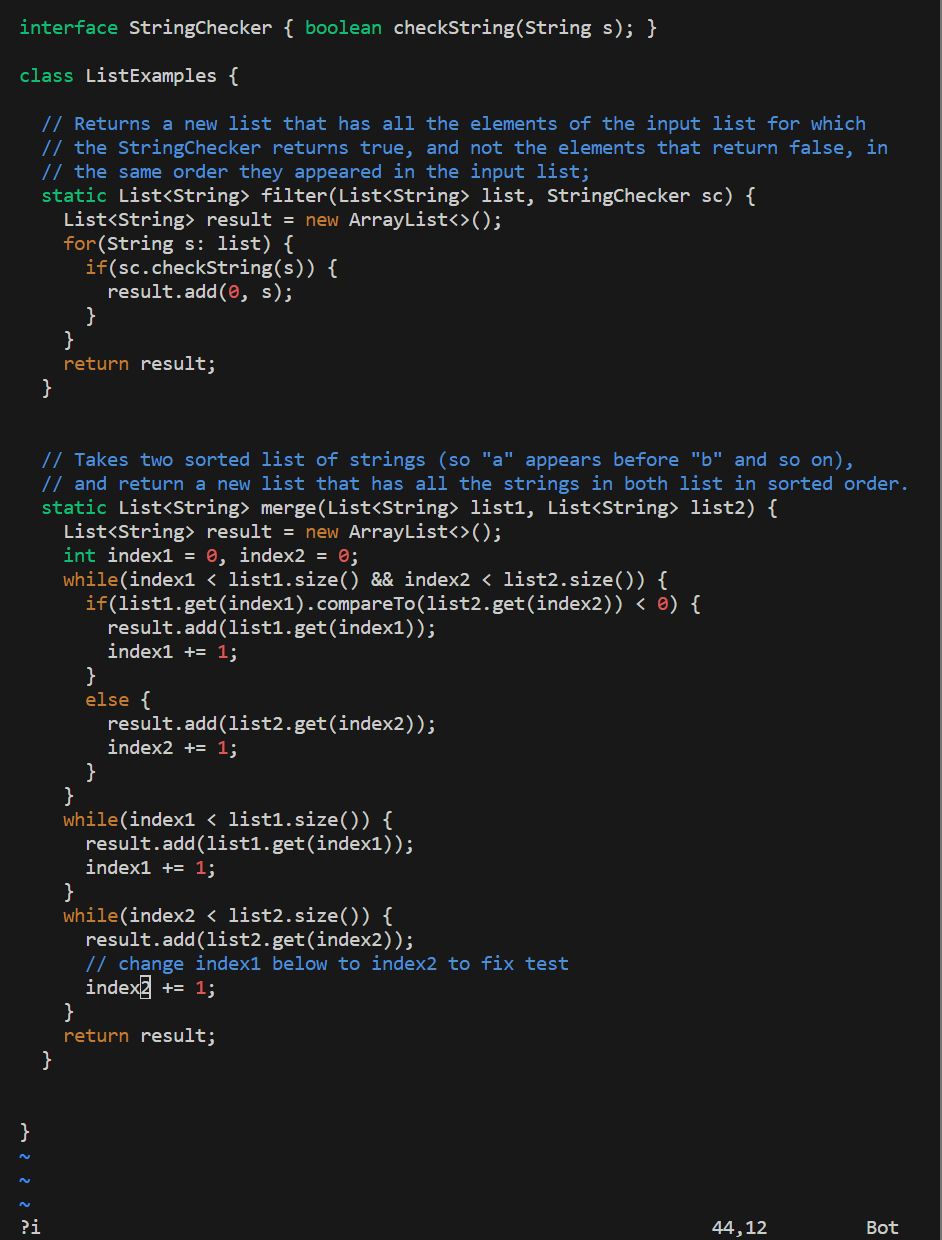 interface StringChecker { boolean checkString(String s); }

class ListExamples {

  // Returns a new list that has all the elements of the input list for which
  // the StringChecker returns true, and not the elements that return false, in
  // the same order they appeared in the input list;
  static List<String> filter(List<String> list, StringChecker sc) {
    List<String> result = new ArrayList<>();
    for(String s: list) {
      if(sc.checkString(s)) {
        result.add(0, s);
      }
    }
    return result;
  }


  // Takes two sorted list of strings (so "a" appears before "b" and so on),
  // and return a new list that has all the strings in both list in sorted order.
  static List<String> merge(List<String> list1, List<String> list2) {
    List<String> result = new ArrayList<>();
    int index1 = 0, index2 = 0;
    while(index1 < list1.size() && index2 < list2.size()) {
      if(list1.get(index1).compareTo(list2.get(index2)) < 0) {
        result.add(list1.get(index1));
        index1 += 1;
      }
      else {
        result.add(list2.get(index2));
        index2 += 1;
      }
    }
    while(index1 < list1.size()) {
      result.add(list1.get(index1));
      index1 += 1;
    }
    while(index2 < list2.size()) {
      result.add(list2.get(index2));
      // change index1 below to index2 to fix test
      index2 += 1;
    }
    return result;
  }


}
~
~
~
?i 44,12 Bot